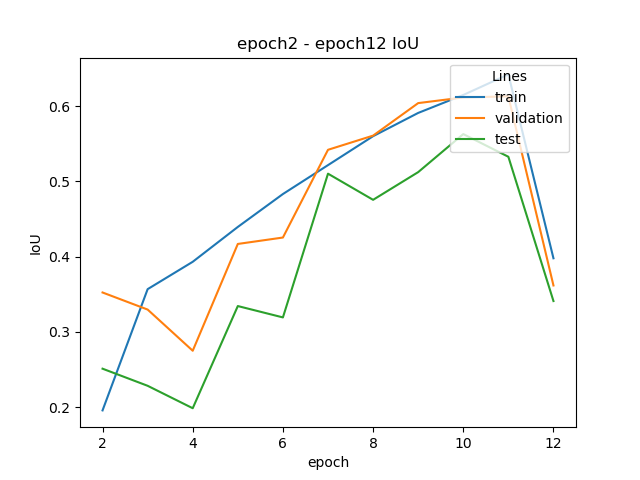 epoch2 - epoch12 IoU
Lines
train
validation
test
IoU
0.6
0.5
0.4
0.3
0.2
2 4 6 8 10 12
epoch